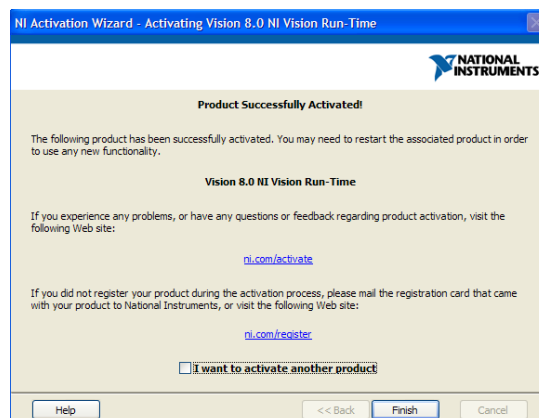 NI Activation Wizard - Activating Vision 8.0 NI Vision Run-Time
NATIONAL
INSTRUMENTS
Product Successfully Activated!
The following product has been successfully activated. You may need to restart the associated product in order
to use any new functionality.
Vision 8.0 NI Vision Run-Time
If you experience any problems, or have any questions or feedback regarding product activation, visit the
following Web site:
ni.com/activate
If you did not register your product during the activation process, please mail the registration card that came
with your product to National Instruments, or visit the following Web site:
ni.com/register
I want to activate another product
Help
<< Back
Finish
Cancel